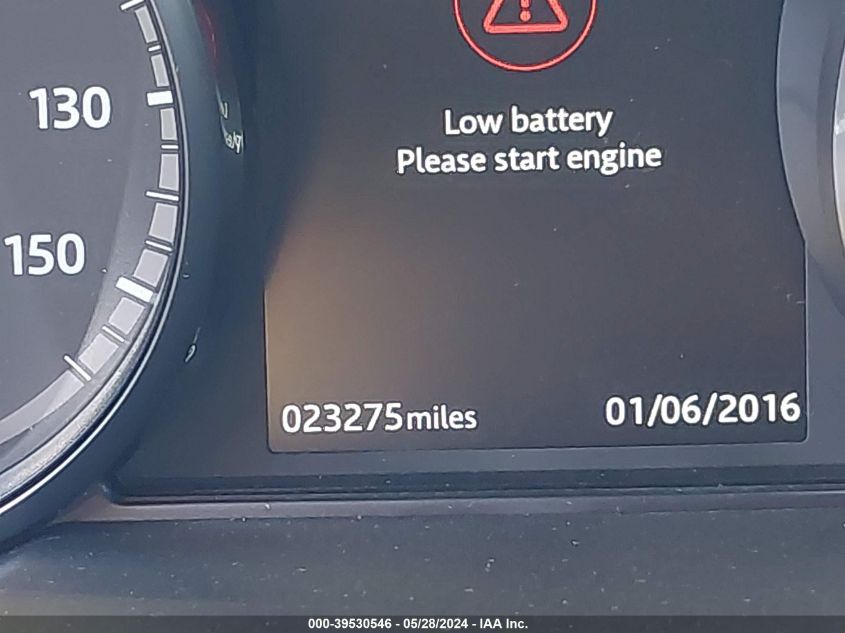 130
Low battery
Please start engine
150
023275miles
01/06/2016
000-39530546 - 05/28/2024 - IAA Inc.